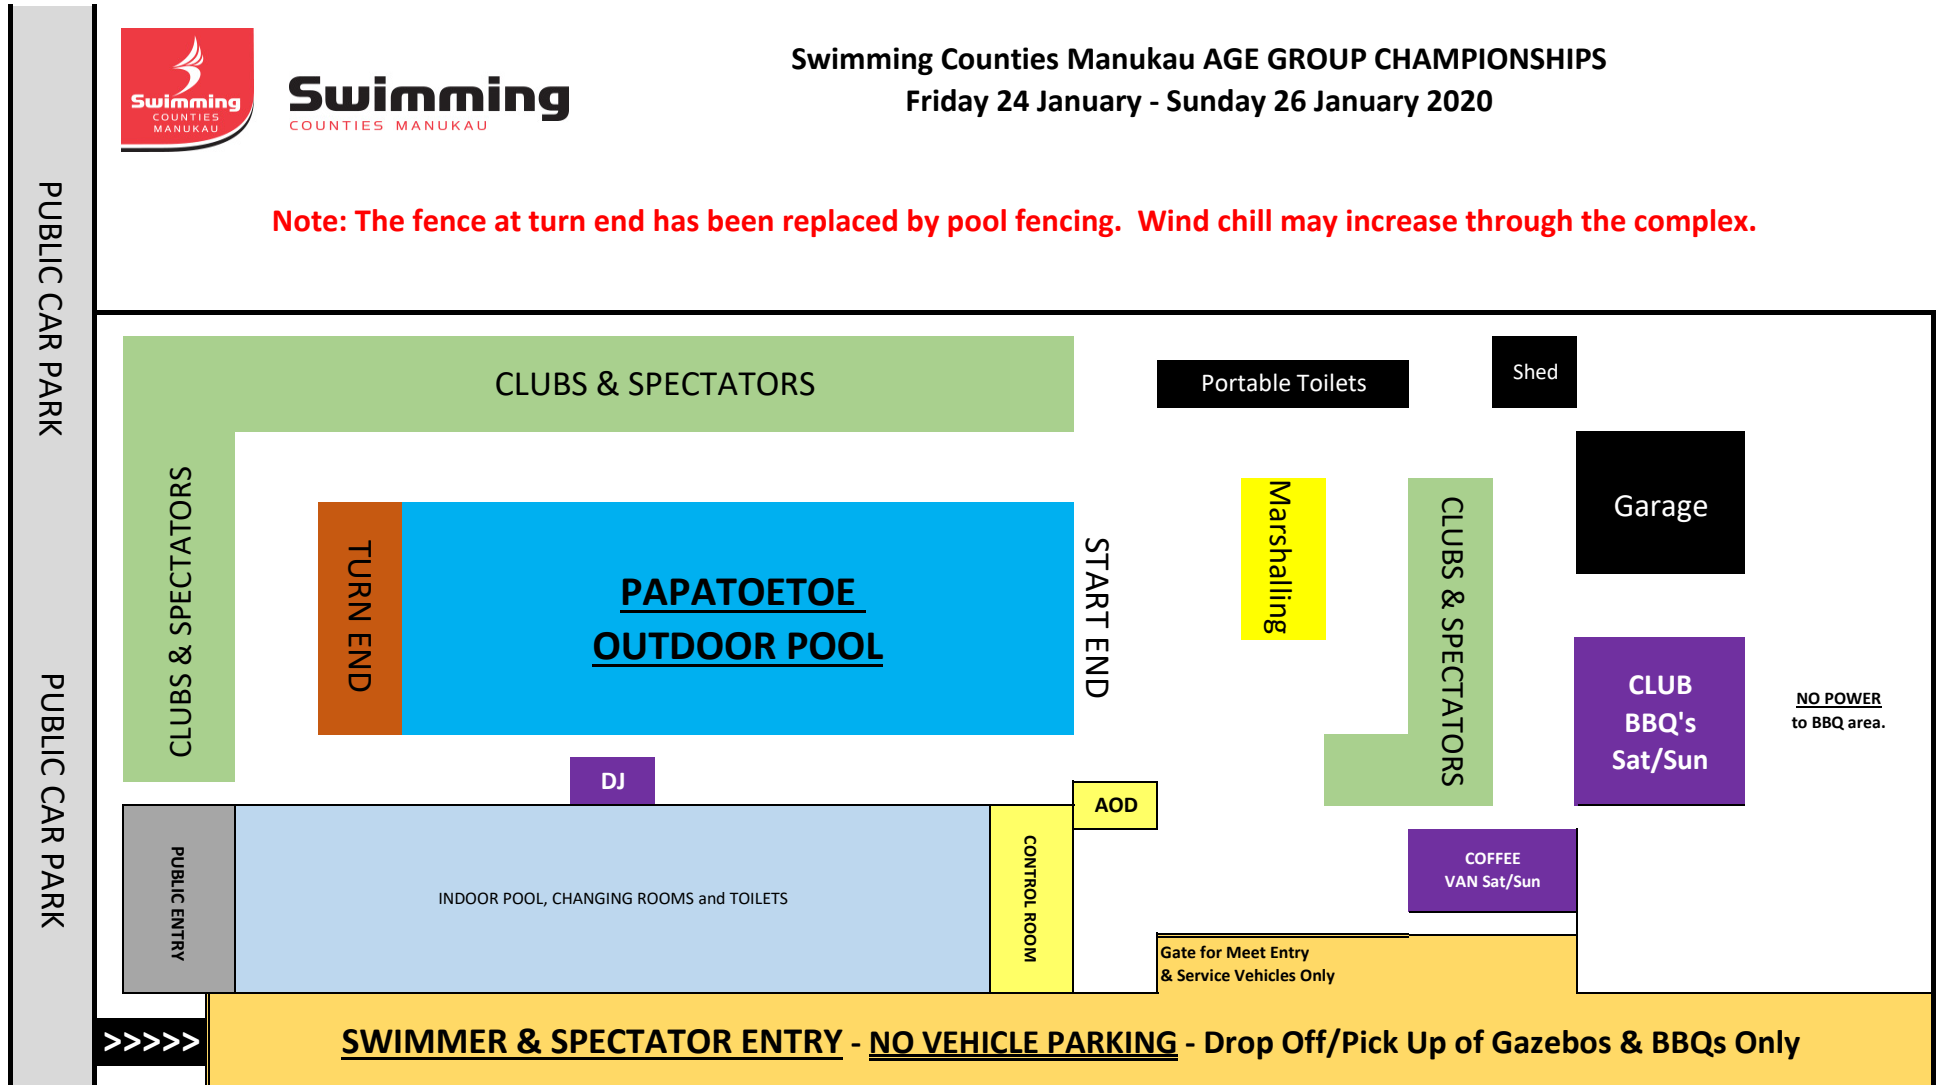 Swimming
COUNTIES
MANUKAU
Swimming
COUNTIES MANUKAU
Swimming Counties Manukau AGE GROUP CHAMPIONSHIPS
Friday 24 January - Sunday 26 January 2020
PUBLIC CAR PARK
Note: The fence at turn end has been replaced by pool fencing. Wind chill may increase through the complex.
CLUBS & SPECTATORS
Portable Toilets
Shed
CLUBS & SPECTATORS
TURN END
PAPATOETOE
OUTDOOR POOL
START END
Marshalling
CLUBS & SPECTATORS
Garage
CLUB
BBQ's
Sat/Sun
NO POWER
to BBQ area.
PUBLIC CAR PARK
DJ
AOD
PUBLIC ENTRY
INDOOR POOL, CHANGING ROOMS and TOILETS
CONTROL ROOM
COFFEE
VAN Sat/Sun
Gate for Meet Entry
& Service Vehicles Only
>>>>>
SWIMMER & SPECTATOR ENTRY - NO VEHICLE PARKING - Drop Off/Pick Up of Gazebos & BBQs Only